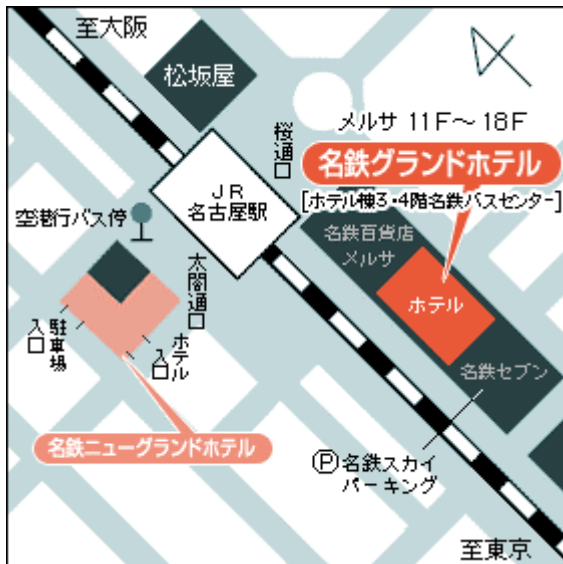 至大阪
松坂屋
メルサ 11F～18F
桜通口
名鉄グランドホテル
[ホテル棟3・4階名鉄バスセンター]
JR
名古屋駅
空港行バス停
名鉄百貨店
メルサ
太閤通口
ホテル
入口
駐車場
ホテル
入口
名鉄セブン
名鉄ニューグランドホテル
Ⓟ名鉄スカイ
パーキング
至東京